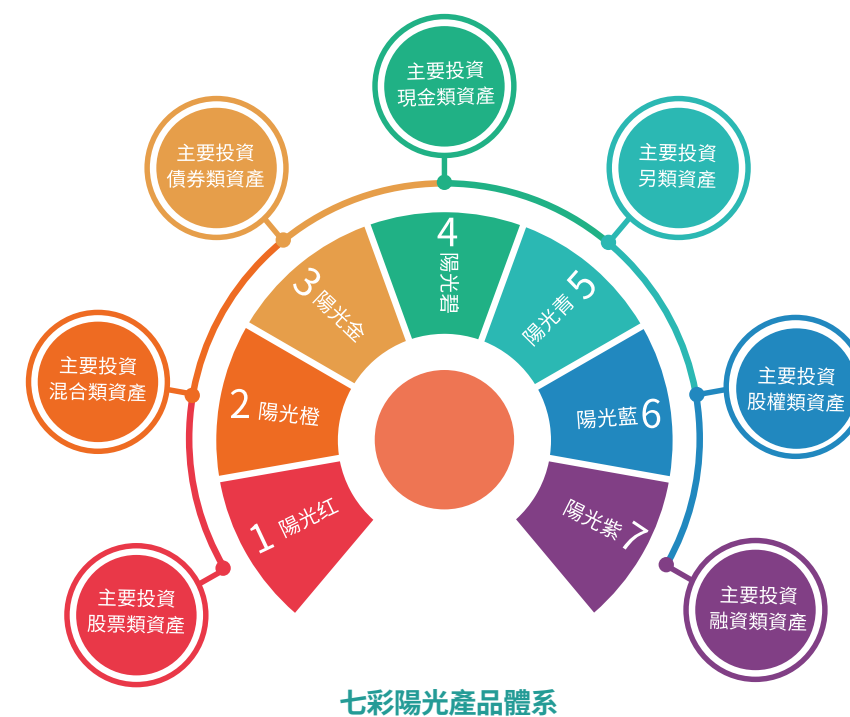 主要投資
現金類資產
主要投資
債券類資產
主要投資
另類資產
主要投資
混合類資產
主要投資
股權類資產
主要投資
股票類資產
主要投資
融資類資產
1 陽光红
2 陽光橙
3 陽光金
4 陽光碧
陽光青 5
陽光藍 6
陽光紫 7
七彩陽光產品體系